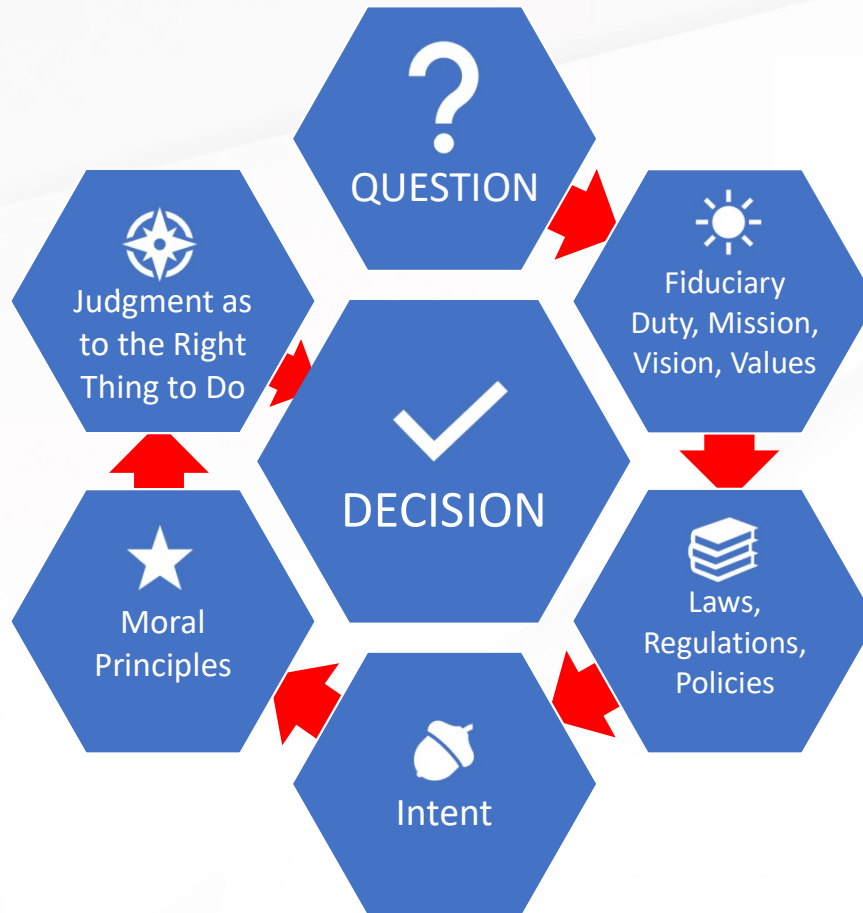 ?
QUESTION
Fiduciary
Duty, Mission,
Vision, Values
Laws,
Regulations,
Policies
Intent
Moral
Principles
Judgment as
to the Right
Thing to Do
DECISION